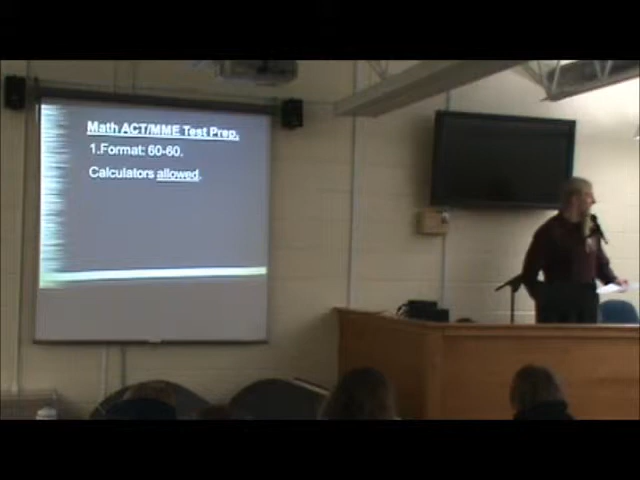 Math ACT/MME Test Prep.
1.Format: 60-60.
Calculators allowed.